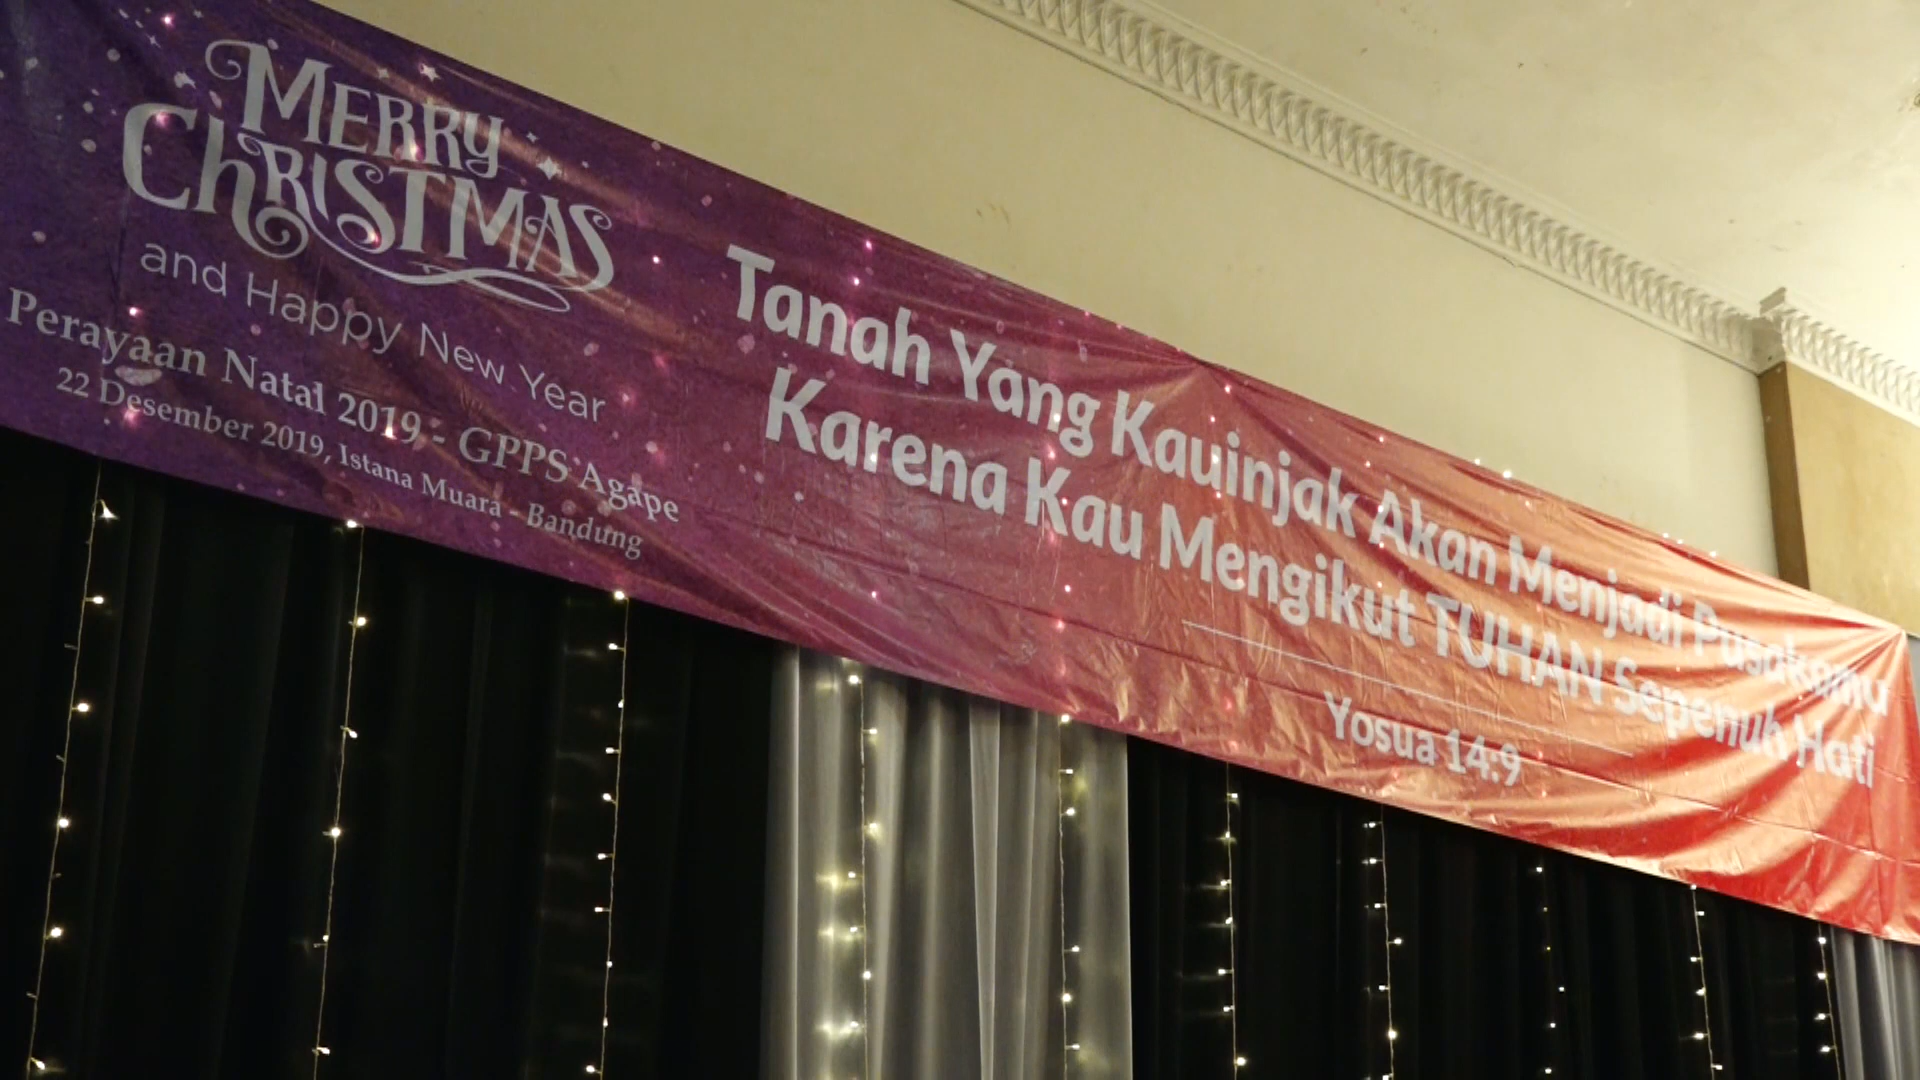 MERRY
ChRISTMAS
and Happy New Year
Perayaan Natal 2019 - GPPS Agape
22 Desember 2019, Istana Muara - Bandung
Tanah Yang Kauinjak Akan Menjadi Pusakamu
Karena Kau Mengikut TUHAN Sepenuh Hati
Yosua 14:9